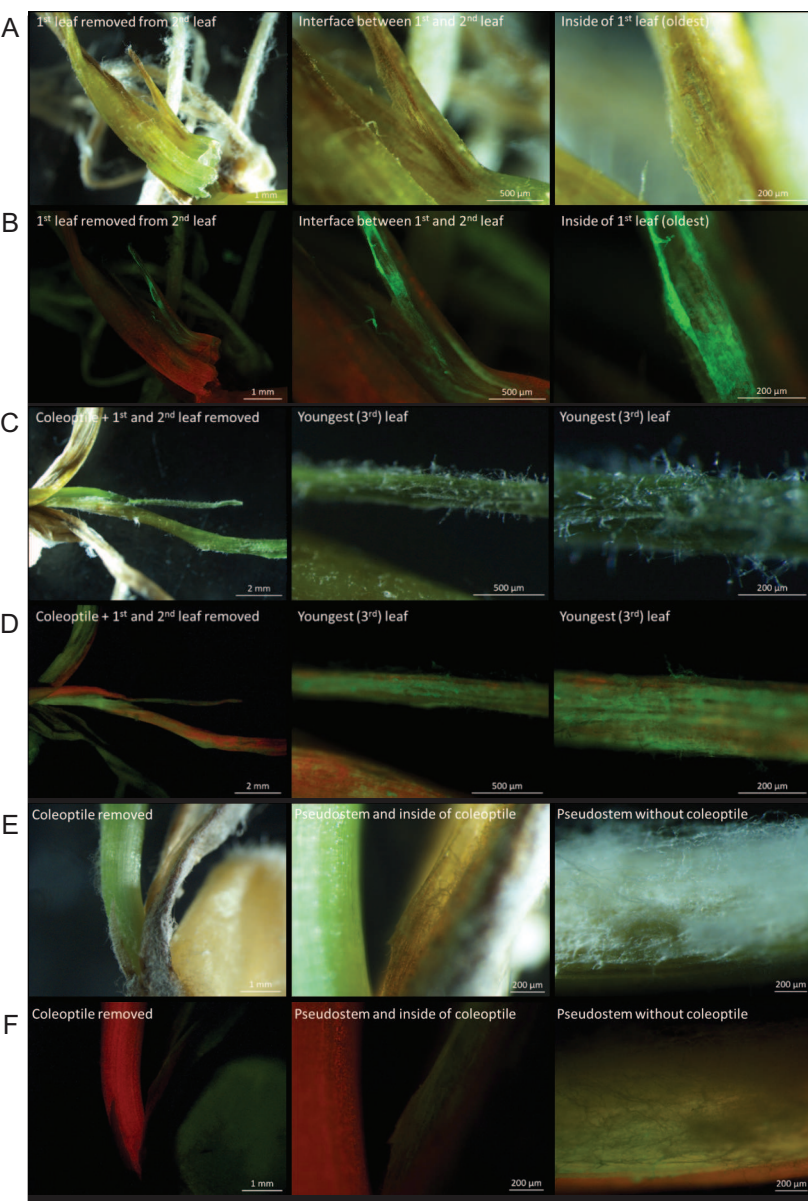 A
1st leaf removed from 2nd leaf
Interface between 1st and 2nd leaf
Inside of 1st leaf (oldest)
1 mm
500 μm
200 μm
B
1st leaf removed from 2nd leaf
Interface between 1st and 2nd leaf
Inside of 1st leaf (oldest)
1 mm
500 μm
200 μm
C
Coleoptile + 1st and 2nd leaf removed
Youngest (3rd) leaf
Youngest (3rd) leaf
2 mm
500 μm
200 μm
D
Coleoptile + 1st and 2nd leaf removed
Youngest (3rd) leaf
Youngest (3rd) leaf
2 mm
500 μm
200 μm
E
Coleoptile removed
Pseudostem and inside of coleoptile
Pseudostem without coleoptile
1 mm
200 μm
200 μm
F
Coleoptile removed
Pseudostem and inside of coleoptile
Pseudostem without coleoptile
1 mm
200 μm
200 μm